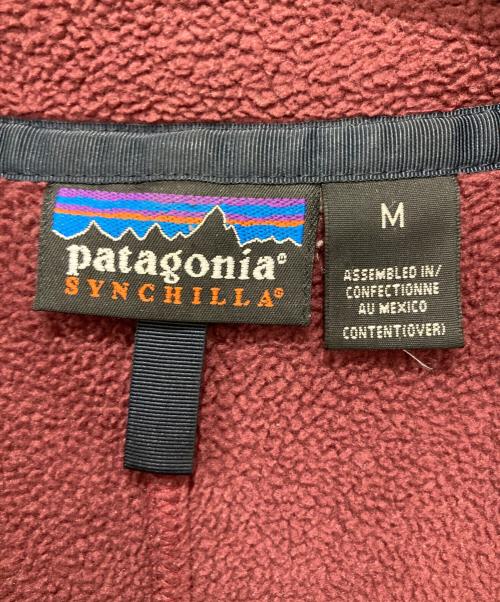 patagonia®
SYNCHILLA®
M
ASSEMBLED IN/
CONFECTIONNE
AU MEXICO
CONTENT(OVER)